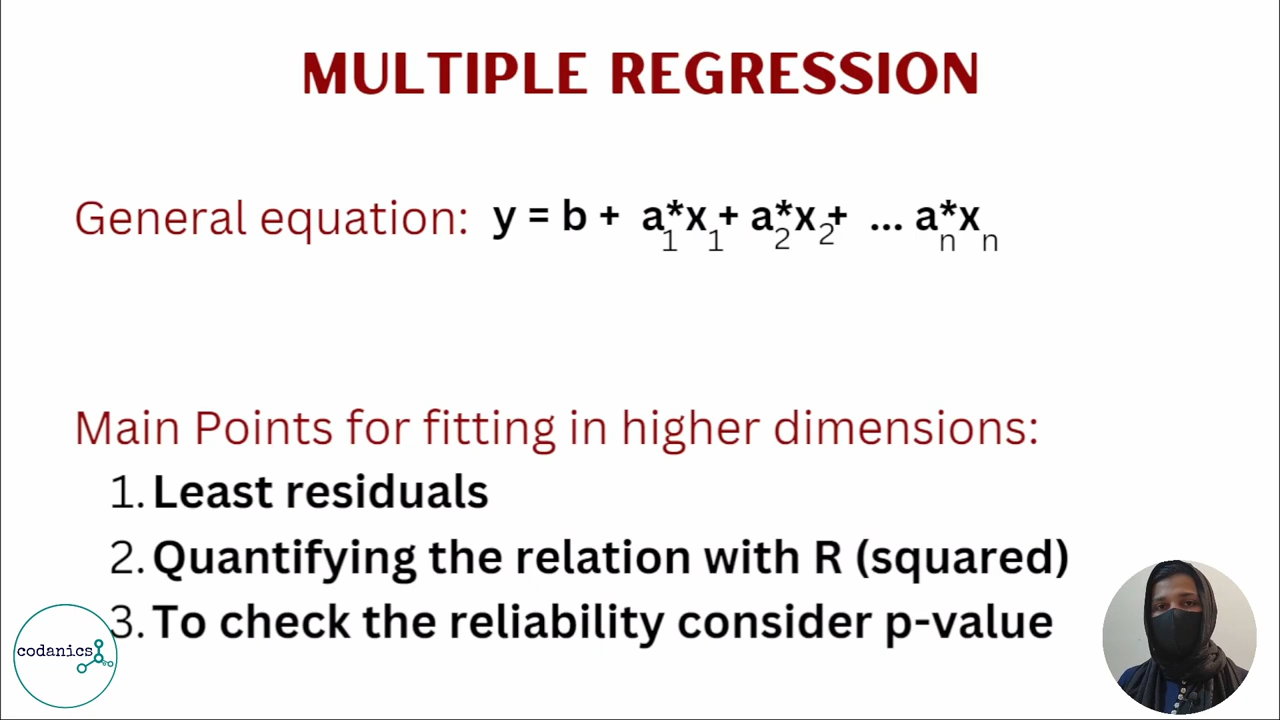 MULTIPLE REGRESSION
General equation: y = b + a₁*x₁ + a₂*x₂ + ... aₙ*xₙ
Main Points for fitting in higher dimensions:
1. Least residuals
2. Quantifying the relation with R (squared)
3. To check the reliability consider p-value
codanics